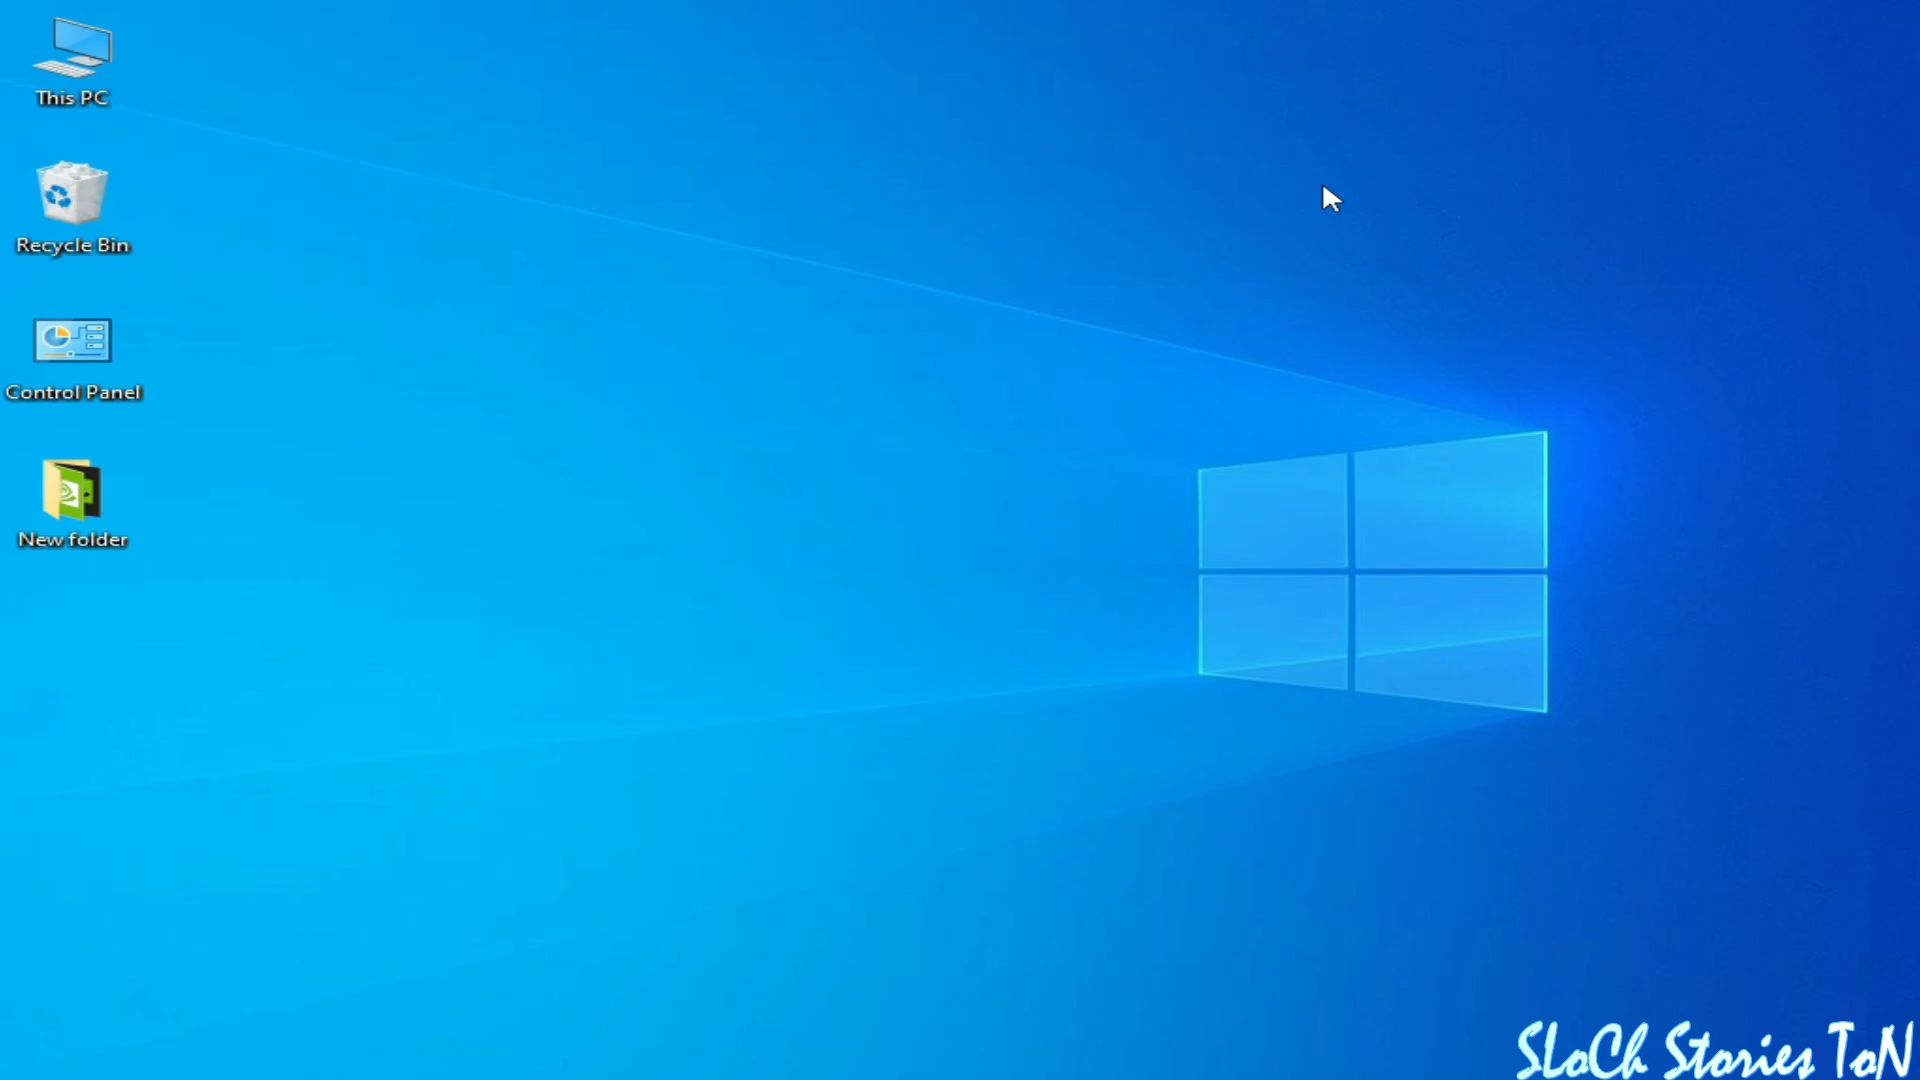 This PC
Recycle Bin
Control Panel
New folder
SLoCh Stories ToN